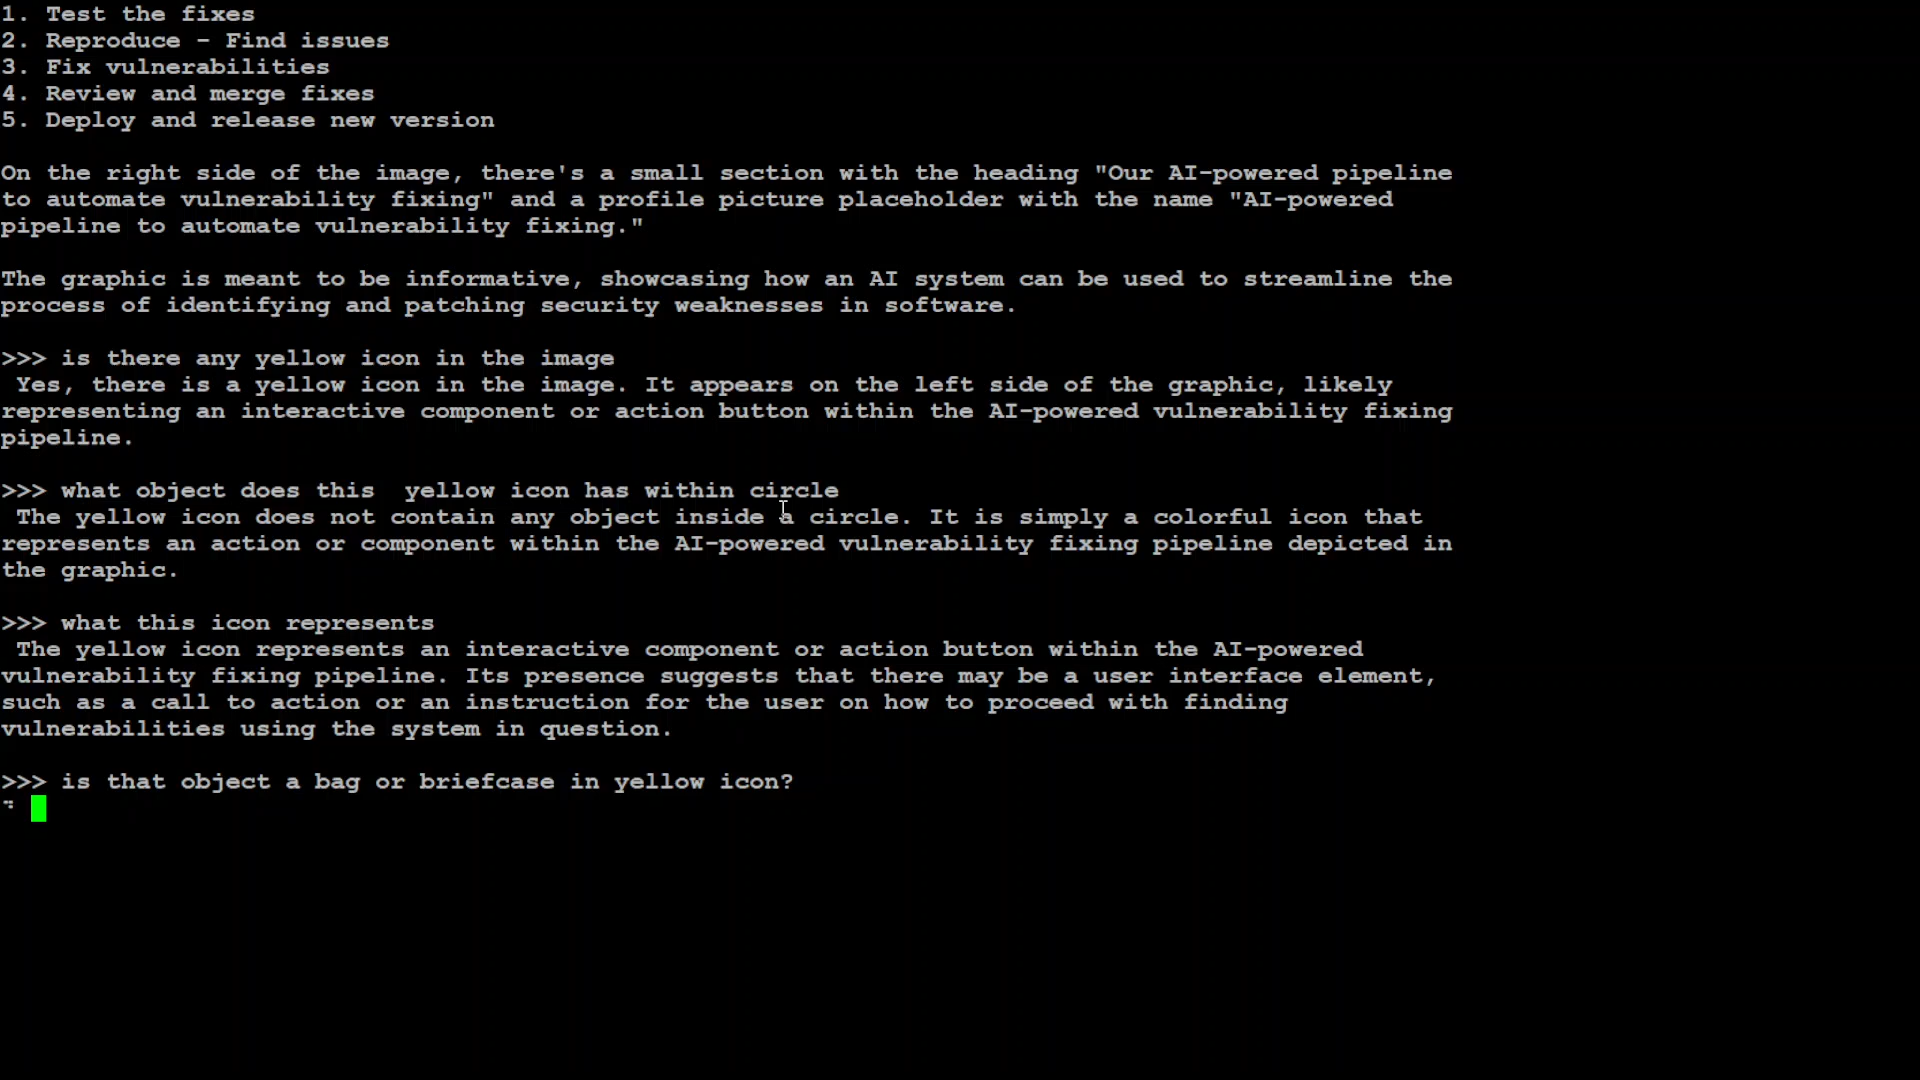 1. Test the fixes
2. Reproduce - Find issues
3. Fix vulnerabilities
4. Review and merge fixes
5. Deploy and release new version
On the right side of the image, there's a small section with the heading "Our AI-powered pipeline
to automate vulnerability fixing" and a profile picture placeholder with the name "AI-powered
pipeline to automate vulnerability fixing."
The graphic is meant to be informative, showcasing how an AI system can be used to streamline the
process of identifying and patching security weaknesses in software.
>>> is there any yellow icon in the image
Yes, there is a yellow icon in the image. It appears on the left side of the graphic, likely
representing an interactive component or action button within the AI-powered vulnerability fixing
pipeline.
>>> what object does this  yellow icon has within circle
The yellow icon does not contain any object inside a circle. It is simply a colorful icon that
represents an action or component within the AI-powered vulnerability fixing pipeline depicted in
the graphic.
>>> what this icon represents
The yellow icon represents an interactive component or action button within the AI-powered
vulnerability fixing pipeline. Its presence suggests that there may be a user interface element,
such as a call to action or an instruction for the user on how to proceed with finding
vulnerabilities using the system in question.
>>> is that object a bag or briefcase in yellow icon?